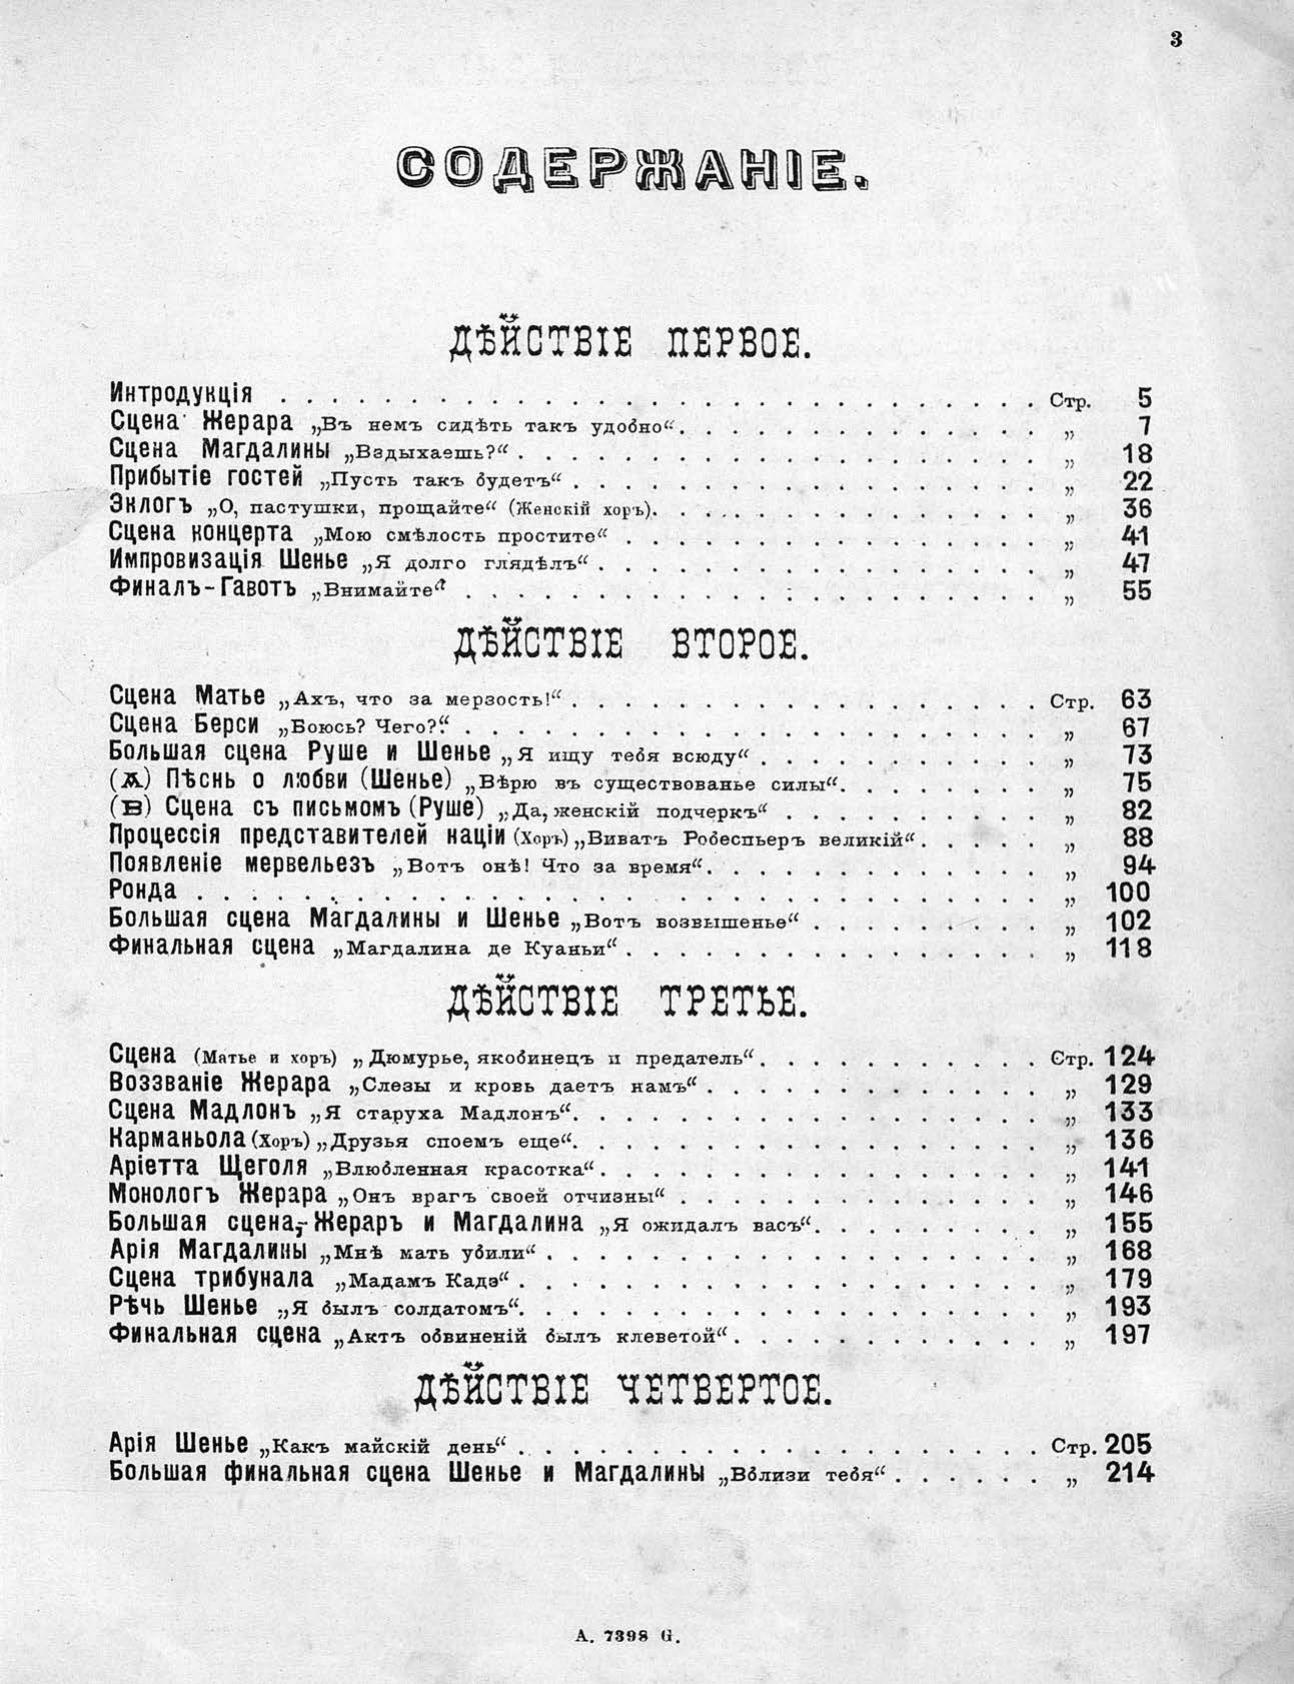 3
СОДЕРЖАНІЕ.
ДѢЙСТВІЕ ПЕРВОЕ.
Интродукція . . . . . . . . . . . . . . . . . . . . . . . . . . . . . Стр. 5
Сцена Жерара „Въ немъ сидѣть такъ удобно“. . . . . . . . . . . . . . „ 7
Сцена Магдалины „Вздыхаешь?“ . . . . . . . . . . . . . . . . . . . . „ 18
Прибытіе гостей „Пусть такъ будетъ“ . . . . . . . . . . . . . . . . . . „ 22
Эклогъ „О, пастушки, прощайте“ (Женскій хоръ). . . . . . . . . . . . . . . „ 36
Сцена концерта „Мою смѣлость простите“ . . . . . . . . . . . . . . . . „ 41
Импровизація Шенье „Я долго глядѣлъ“ . . . . . . . . . . . . . . . . . „ 47
Финалъ-Гавотъ „Внимайте“ . . . . . . . . . . . . . . . . . . . . . . „ 55
ДѢЙСТВІЕ ВТОРОЕ.
Сцена Матье „Ахъ, что за мерзость!“ . . . . . . . . . . . . . . . . . . Стр. 63
Сцена Берси „Боюсь? Чего?“ . . . . . . . . . . . . . . . . . . . . . . „ 67
Большая сцена Руше и Шенье „Я ищу тебя всюду“ . . . . . . . . . . . „ 73
(А) Пѣснь о любви (Шенье) „Вѣрю въ существованье силы“. . . . . . . . „ 75
(В) Сцена съ письмомъ (Руше) „Да, женскій подчеркъ“ . . . . . . . . . . „ 82
Процессія представителей націи (Хоръ) „Виватъ Робеспьеръ великій“ . . . . . „ 88
Появленіе мервельезъ „Вотъ онѣ! Что за время“. . . . . . . . . . . . . „ 94
Ронда . . . . . . . . . . . . . . . . . . . . . . . . . . . . . . . . „ 100
Большая сцена Магдалины и Шенье „Вотъ возвышенье“ . . . . . . . . . „ 102
Финальная сцена „Магдалина де Куаньи“ . . . . . . . . . . . . . . . . „ 118
ДѢЙСТВІЕ ТРЕТЬЕ.
Сцена (Матье и хоръ) „Дюмурье, якобинецъ и предатель“. . . . . . . . . . . Стр. 124
Воззваніе Жерара „Слезы и кровь даетъ намъ“ . . . . . . . . . . . . . „ 129
Сцена Мадлонъ „Я старуха Мадлонъ“. . . . . . . . . . . . . . . . . . „ 133
Карманьола (Хоръ) „Друзья споемъ еще“. . . . . . . . . . . . . . . . . . „ 136
Аріетта Щеголя „Влюбленная красотка“ . . . . . . . . . . . . . . . . . „ 141
Монологъ Жерара „Онъ врагъ своей отчизны“ . . . . . . . . . . . . . . „ 146
Большая сцена,-Жераръ и Магдалина „Я ожидалъ васъ“. . . . . . . . . „ 155
Арія Магдалины „Мнѣ мать убили“ . . . . . . . . . . . . . . . . . . . „ 168
Сцена трибунала „Мадамъ Кадэ“ . . . . . . . . . . . . . . . . . . . . „ 179
Рѣчь Шенье „Я былъ солдатомъ“. . . . . . . . . . . . . . . . . . . . „ 193
Финальная сцена „Актъ обвиненій былъ клеветой“ . . . . . . . . . . . . „ 197
ДѢЙСТВІЕ ЧЕТВЕРТОЕ.
Арія Шенье „Какъ майскій день“ . . . . . . . . . . . . . . . . . . . . Стр. 205
Большая финальная сцена Шенье и Магдалины „Вблизи тебя“ . . . . . . „ 214
А. 7398 G.